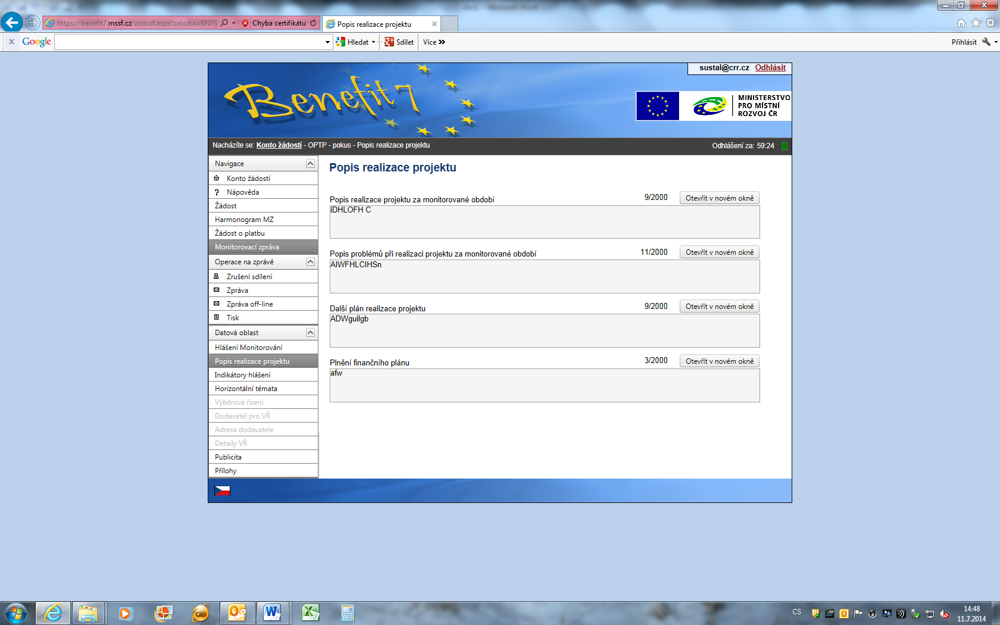 https://benefit7.mssf.cz/zadost.aspx?zalozka=BN7S
Chyba certifikátu
Popis realizace projektu
Google
Hledat
Sdílet
Více
Přihlásit
sustal@crr.cz Odhlásit
Benefit 7
MINISTERSTVO
PRO MÍSTNÍ
ROZVOJ ČR
Nacházíte se: Konto žádostí - OPTP - pokus - Popis realizace projektu
Odhlášení za: 59:24
Navigace
Konto žádostí
? Nápověda
Žádost
Harmonogram MZ
Žádost o platbu
Monitorovací zpráva
Operace na zprávě
Zrušení sdílení
Zpráva
Zpráva off-line
Tisk
Datová oblast
Hlášení Monitorování
Popis realizace projektu
Indikátory hlášení
Horizontální témata
Výběrová řízení
Dodavatel pro VŘ
Adresa dodavatele
Detaily VŘ
Publicita
Přílohy
Popis realizace projektu
Popis realizace projektu za monitorované období 9/2000 Otevřít v novém okně
iDHLOFH C
Popis problémů při realizaci projektu za monitorované období 11/2000 Otevřít v novém okně
AIWFHLCIHSn
Další plán realizace projektu 9/2000 Otevřít v novém okně
ADWguilgb
Plnění finančního plánu 3/2000 Otevřít v novém okně
afw
CS
14:48
11.7.2014